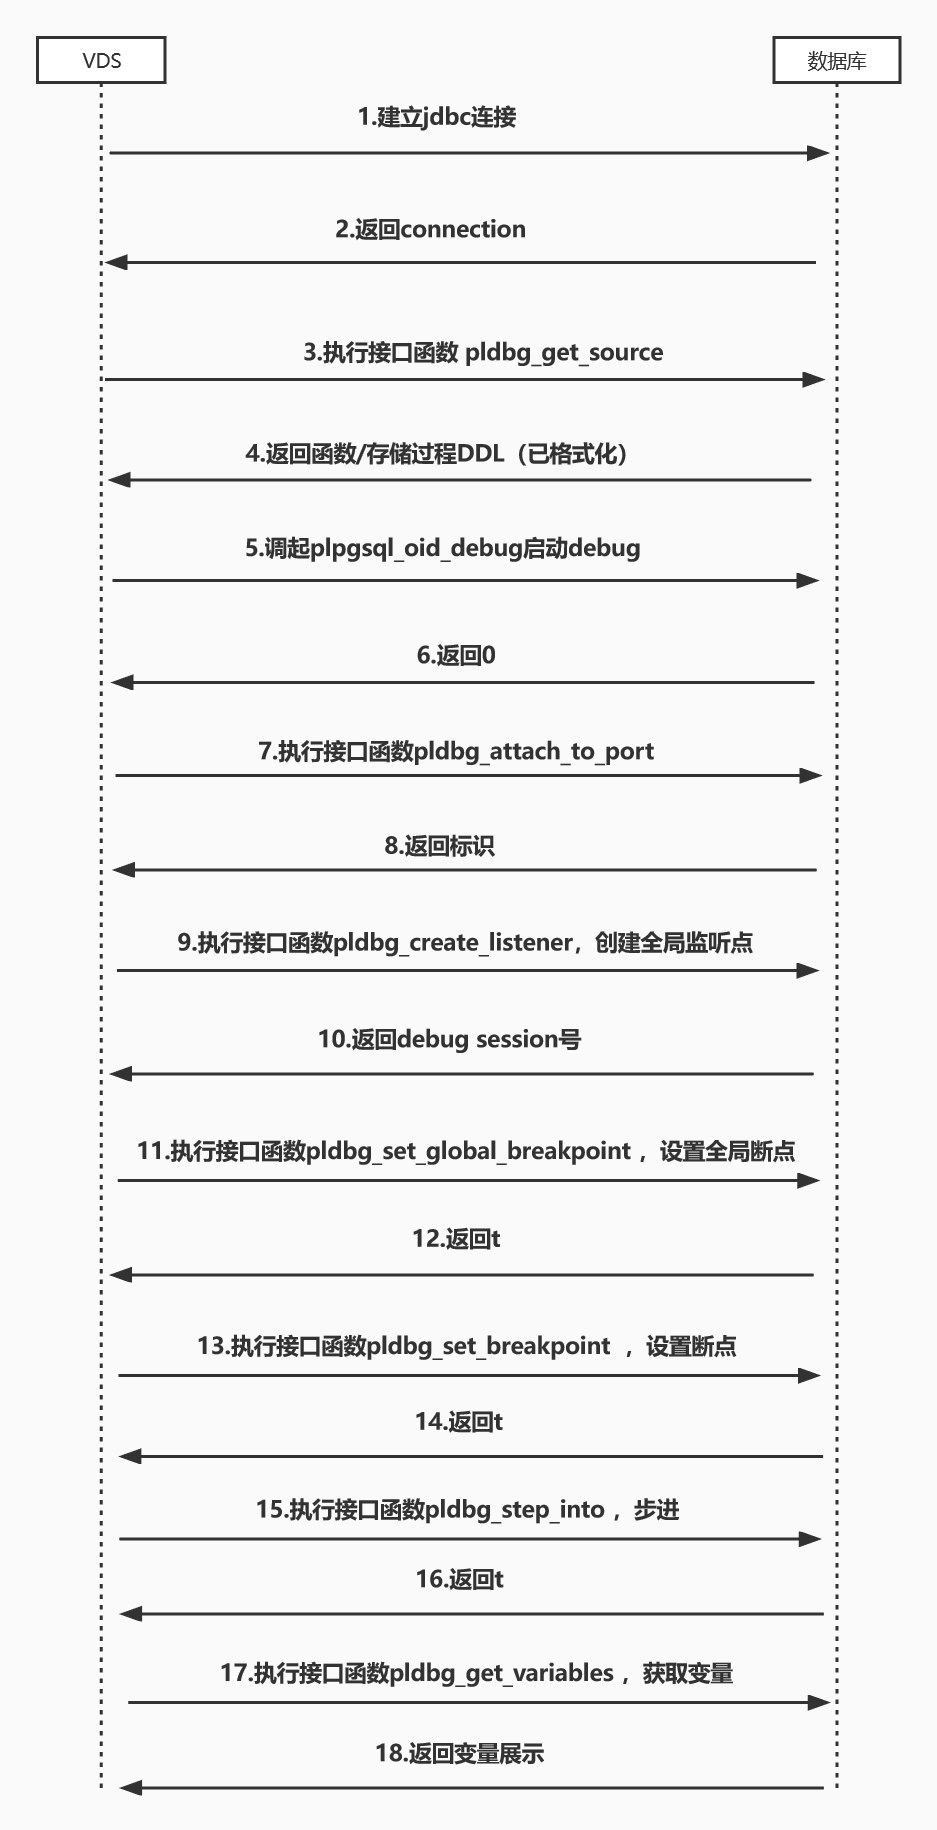 VDS
数据库
1.建立jdbc连接
2.返回connection
3.执行接口函数 pldbg_get_source
4.返回函数/存储过程DDL（已格式化）
5.调起plpgsql_oid_debug启动debug
6.返回0
7.执行接口函数pldbg_attach_to_port
8.返回标识
9.执行接口函数pldbg_create_listener，创建全局监听点
10.返回debug session号
11.执行接口函数pldbg_set_global_breakpoint ，设置全局断点
12.返回t
13.执行接口函数pldbg_set_breakpoint ，设置断点
14.返回t
15.执行接口函数pldbg_step_into ，步进
16.返回t
17.执行接口函数pldbg_get_variables ，获取变量
18.返回变量展示